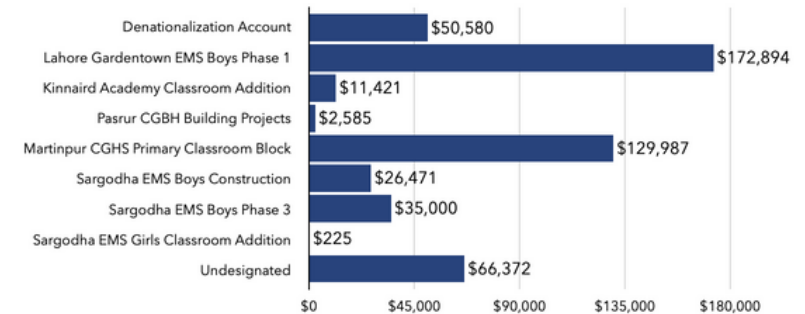 Denationalization Account $50,580
Lahore Gardentown EMS Boys Phase 1 $172,894
Kinnaird Academy Classroom Addition $11,421
Pasrur CGBH Building Projects $2,585
Martinpur CGHS Primary Classroom Block $129,987
Sargodha EMS Boys Construction $26,471
Sargodha EMS Boys Phase 3 $35,000
Sargodha EMS Girls Classroom Addition $225
Undesignated $66,372
$0 $45,000 $90,000 $135,000 $180,000